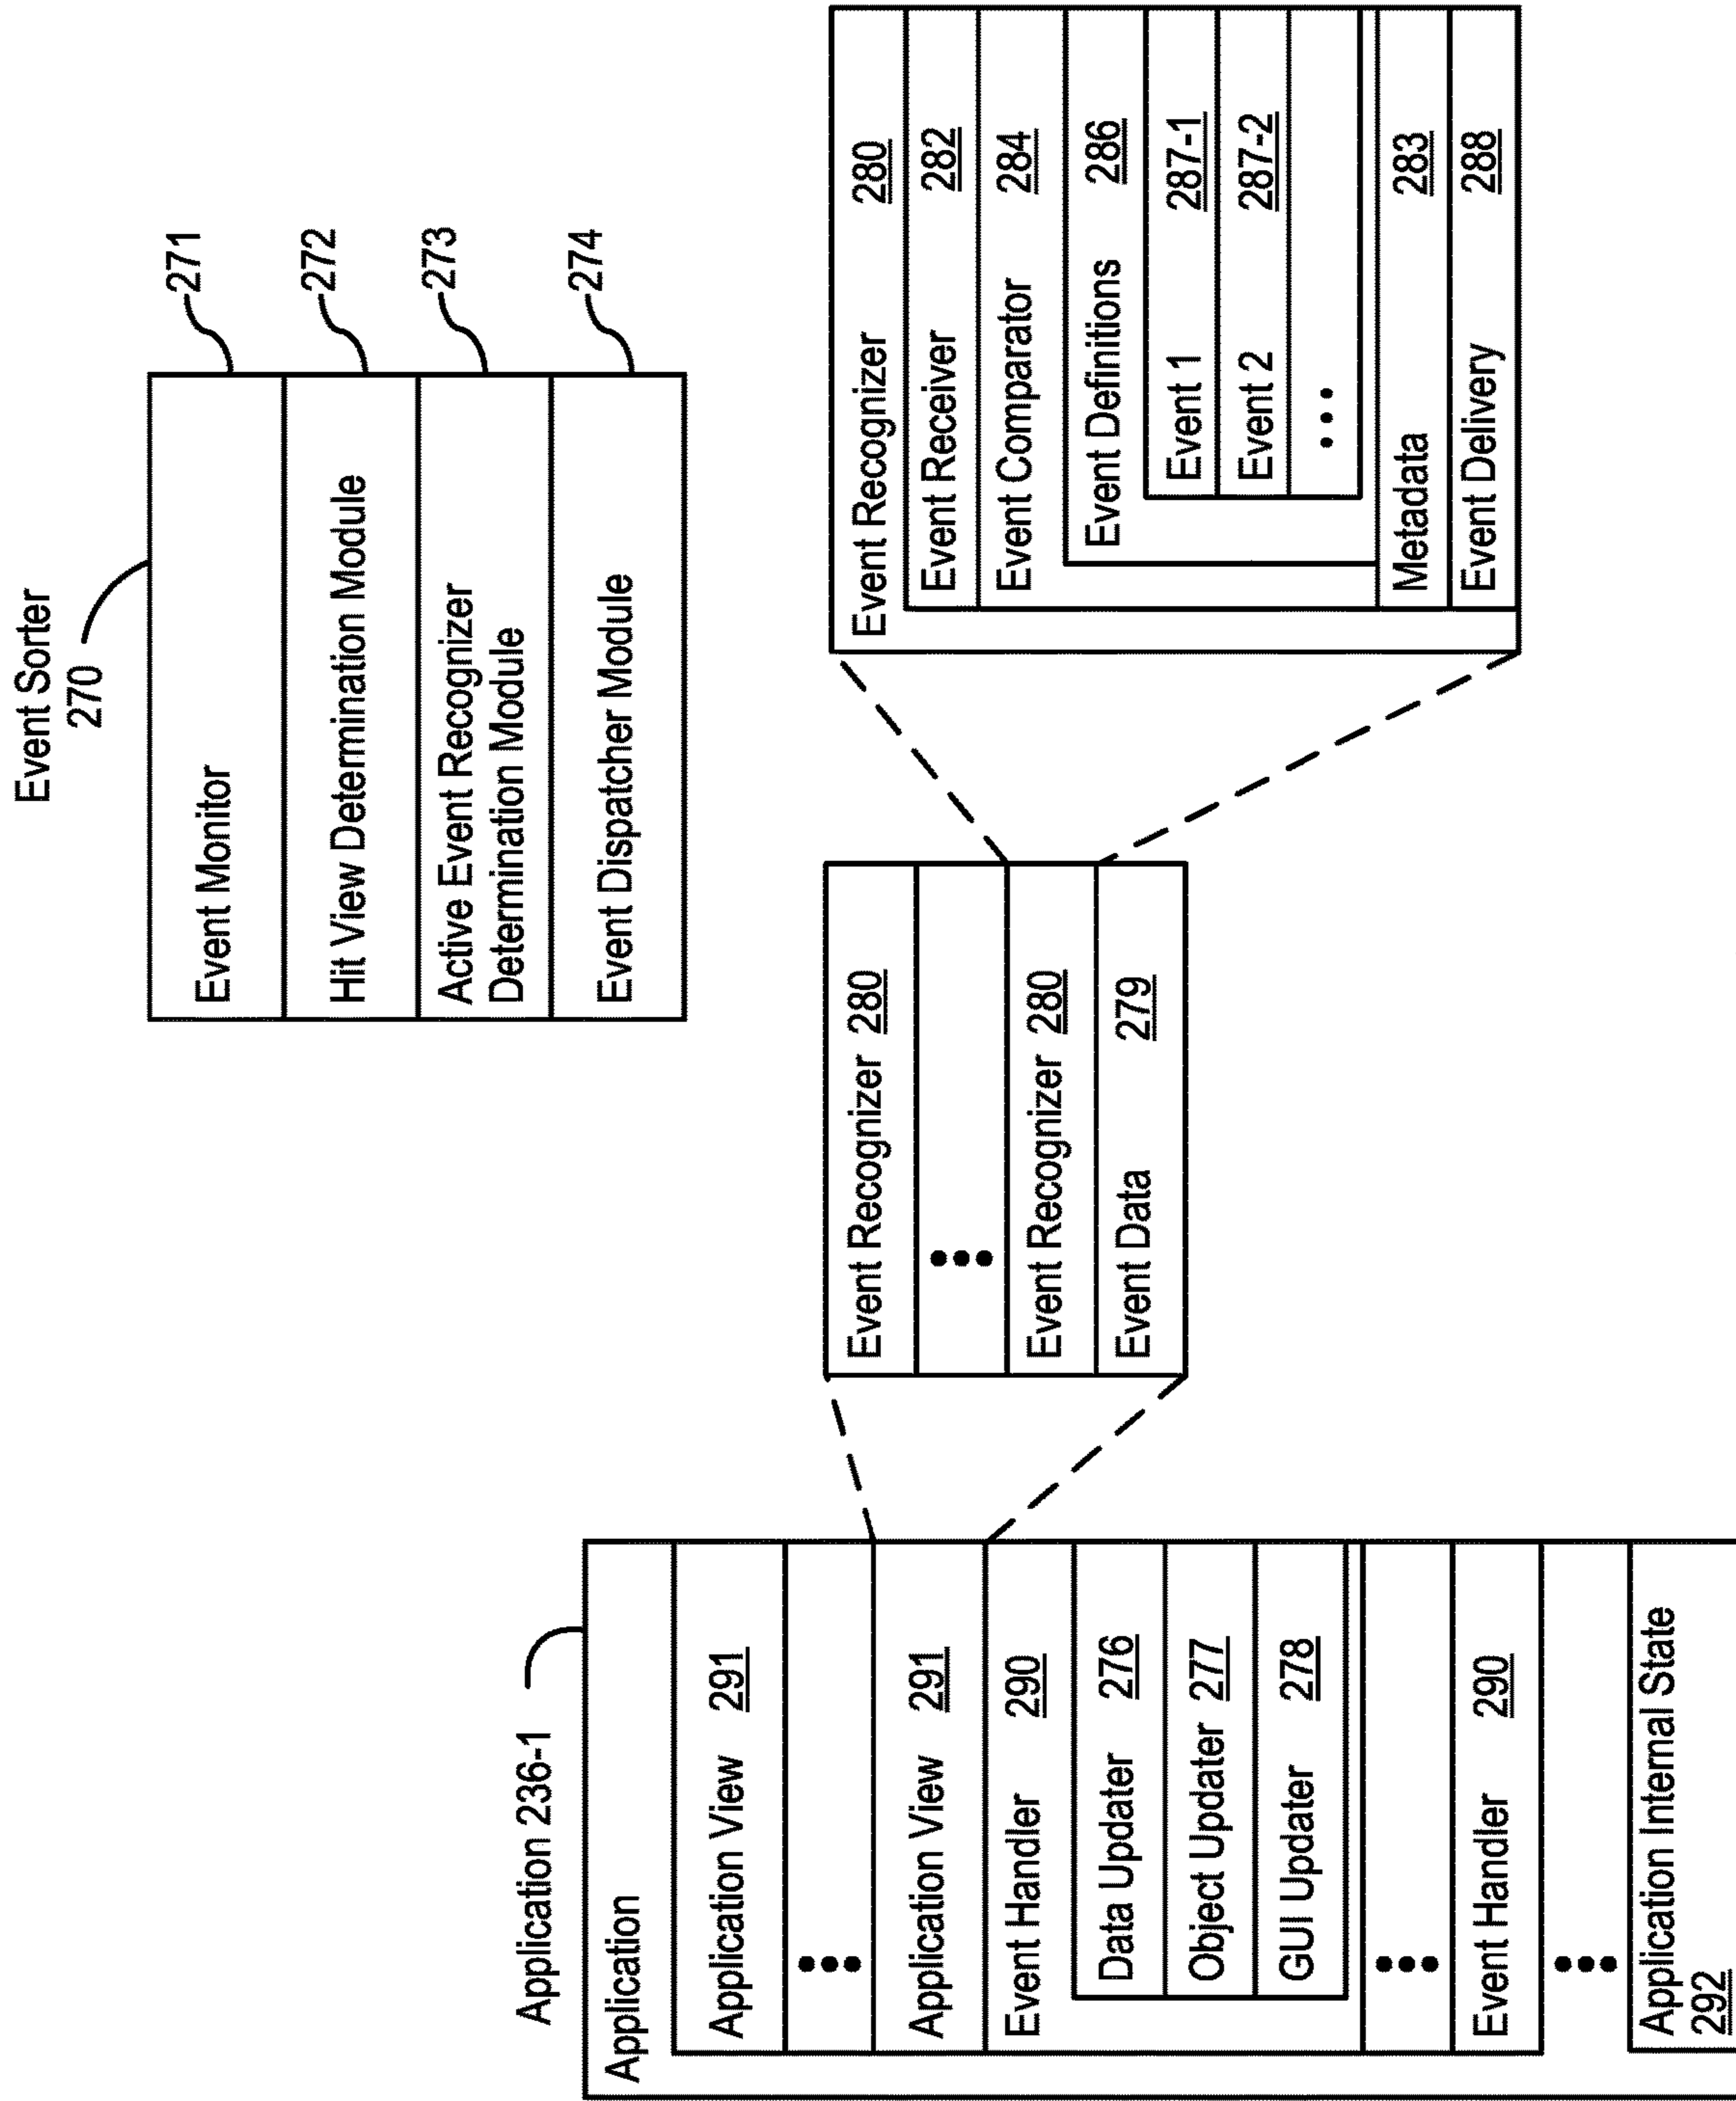 Event Sorter
270
Event Monitor
271
Hit View Determination Module
272
Active Event Recognizer
Determination Module
273
Event Dispatcher Module
274
Application 236-1
Application
Application View 291
•••
Application View 291
Event Handler 290
Data Updater 276
Object Updater 277
GUI Updater 278
•••
Event Handler 290
•••
Application Internal State
292
Event Recognizer 280
•••
Event Recognizer 280
Event Data 279
Event Recognizer 280
Event Receiver 282
Event Comparator 284
Event Definitions 286
Event 1 287-1
Event 2 287-2
•••
Metadata 283
Event Delivery 288